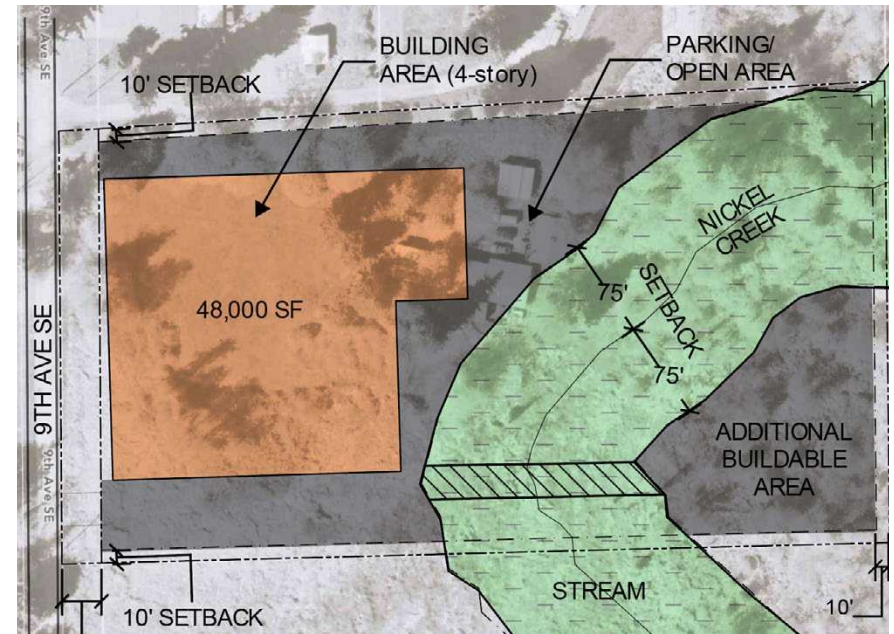 9th Ave SE
BUILDING
AREA (4-story)
PARKING/
OPEN AREA
10' SETBACK
NICKEL
CREEK
SETBACK
75'
75'
48,000 SF
9TH AVE SE
9th Ave SE
ADDITIONAL
BUILDABLE
AREA
STREAM
10' SETBACK
10'